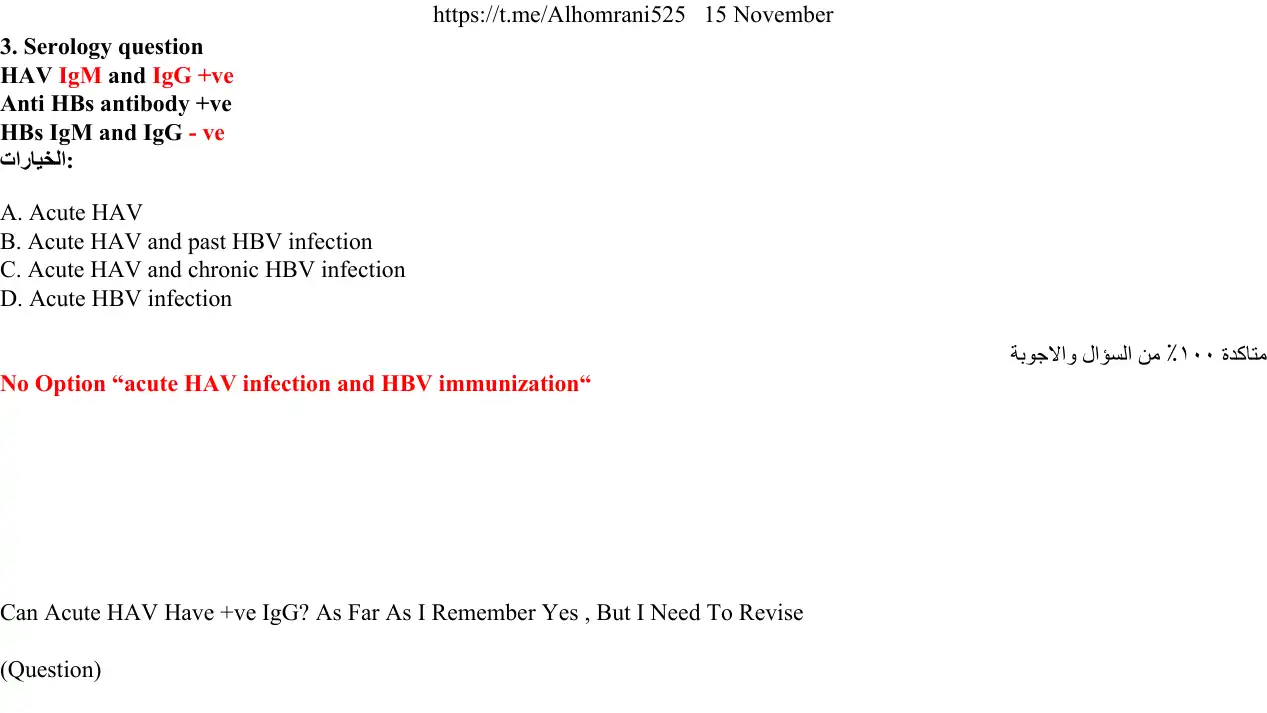 https://t.me/Alhomrani525 15 November
3. Serology question
HAV IgM and IgG +ve
Anti HBs antibody +ve
HBs IgM and IgG - ve
الخيارات:
A. Acute HAV
B. Acute HAV and past HBV infection
C. Acute HAV and chronic HBV infection
D. Acute HBV infection
متاكدة ١٠٠٪ من السؤال والاجوبة
No Option “acute HAV infection and HBV immunization“
Can Acute HAV Have +ve IgG? As Far As I Remember Yes , But I Need To Revise
(Question)